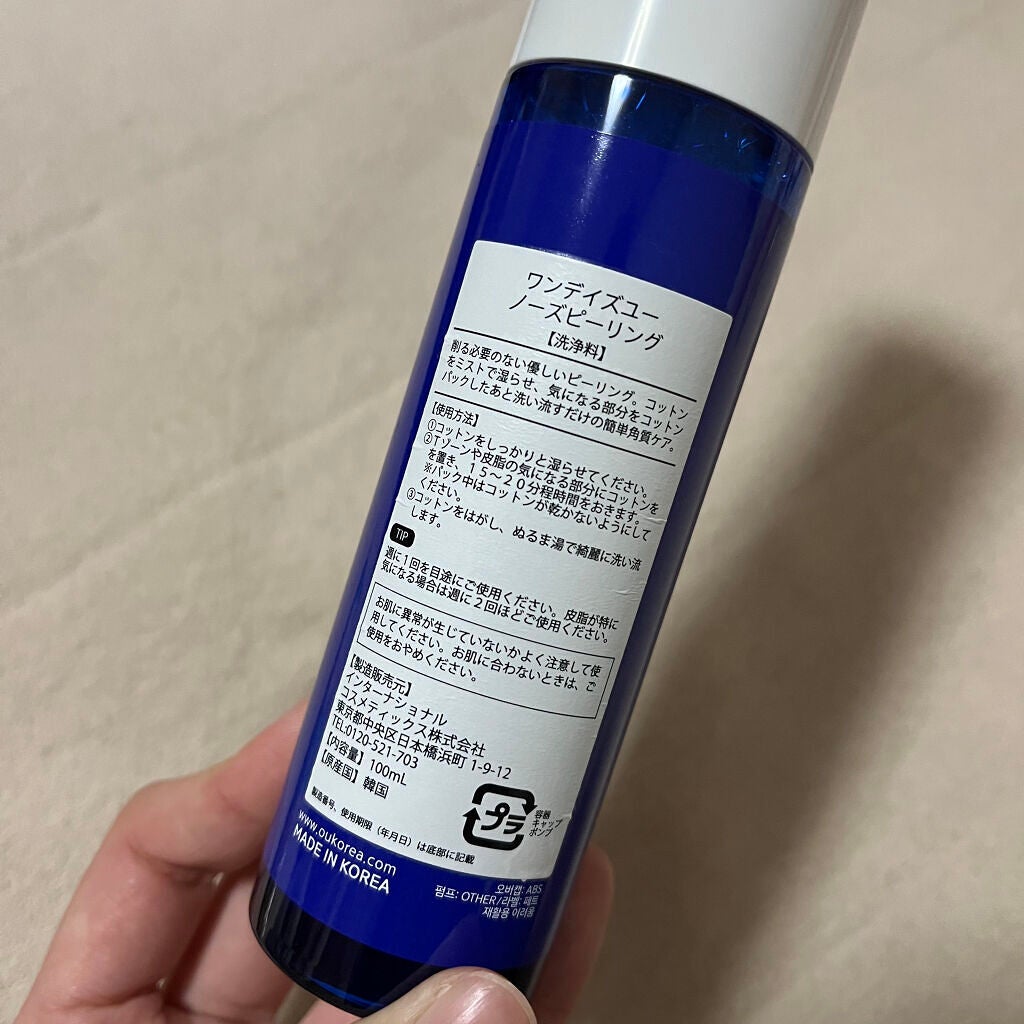 ワンデイズユー
ノーズピーリング
【洗浄料】
削る必要のない優しいピーリング。コットン
をミストで湿らせ、気になる部分をコットン
パックしたあと洗い流すだけの簡単角質ケア。
【使用方法】
①コットンをしっかりと湿らせてください。
②Tゾーンや皮脂の気になる部分にコットンを
を置き、15～20分程時間をおきます。
※パック中はコットンが乾かないようにして
ください。
③コットンをはがし、ぬるま湯で綺麗に洗い流
します。
TIP
週に1回を目途にご使用ください。皮脂が特に
気になる場合は週に2回ほどご使用ください。
お肌に異常が生じていないかよく注意して使
用してください。お肌に合わないときは、ご
使用をおやめください。
【製造販売元】
インターナショナル
コスメティックス株式会社
東京都中央区日本橋浜町 1-9-12
TEL:0120-521-703
【内容量】100mL
【原産国】韓国
製造番号、使用期限（年月日）は底部に記載
プラ
容器
キャップ
ポンプ
www.oukorea.com
MADE IN KOREA
오버캡: ABS
펌프: OTHER/라벨: 페트
재활용 어려움